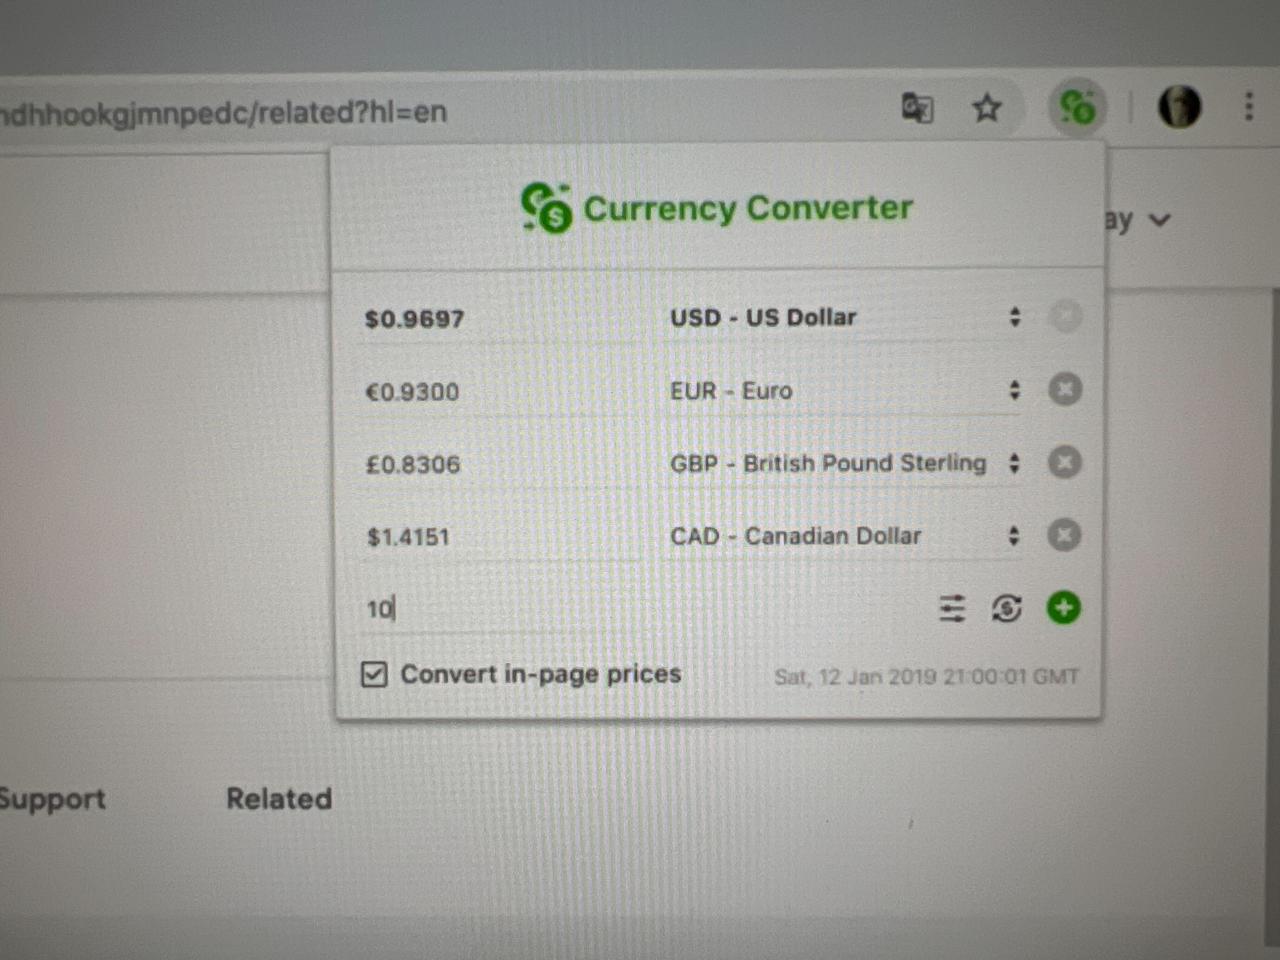 ndhhookgjmnpedc/related?hl=en
Currency Converter
ay
$0.9697 USD - US Dollar
€0.9300 EUR - Euro
£0.8306 GBP - British Pound Sterling
$1.4151 CAD - Canadian Dollar
10
Convert in-page prices Sat, 12 Jan 2019 21:00:01 GMT
Support Related